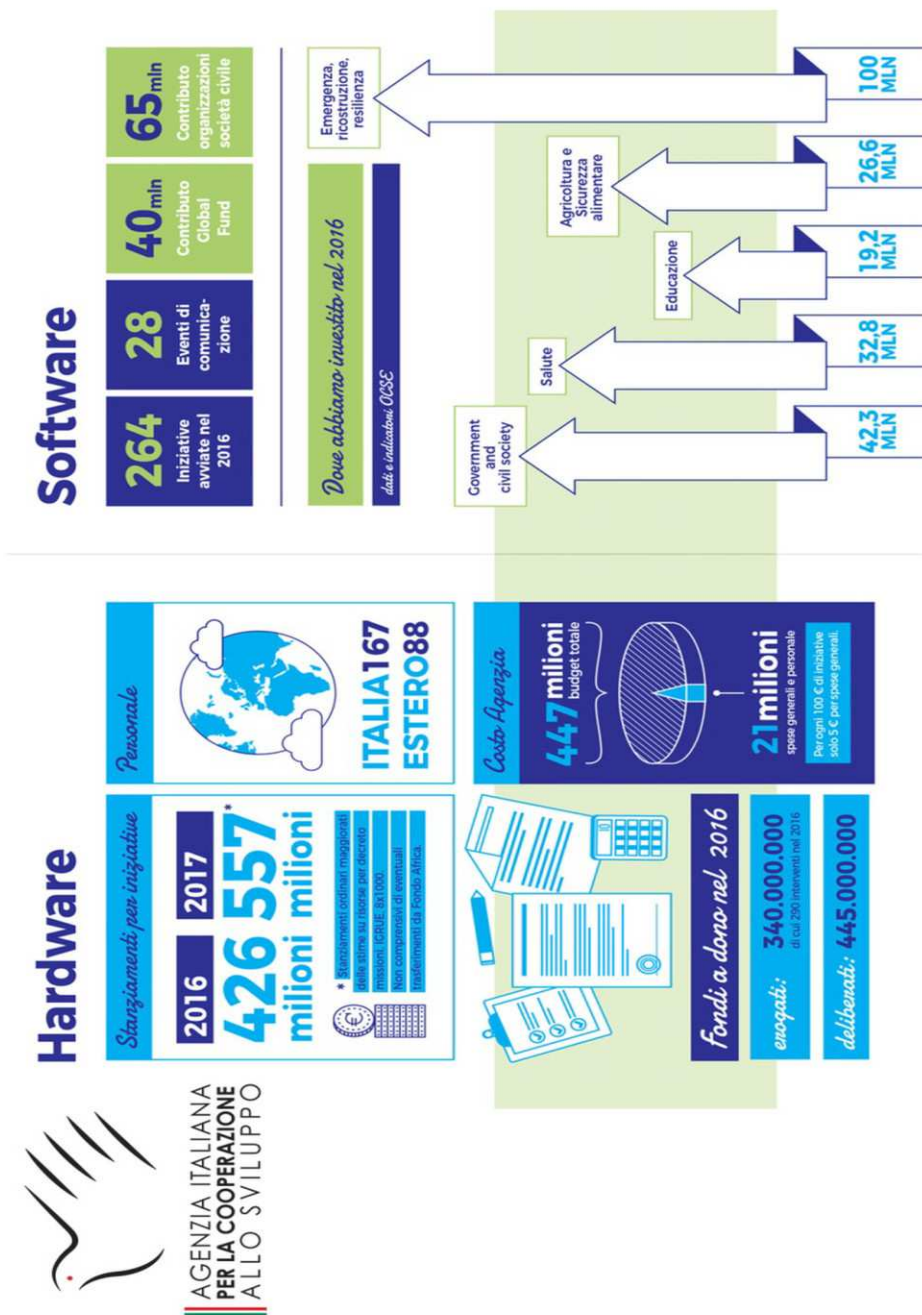 AGENZIA ITALIANA
PER LA COOPERAZIONE
ALLO SVILUPPO
Hardware
Stanziamenti per iniziative
2016
2017
426 557*
milioni milioni
* Stanziamenti ordinari maggiorati
delle stime su risorse per decreto
missioni, IGRUE, 8x1000.
Non comprensivi di eventuali
trasferimenti da Fondo Africa.
Personale
ITALIA167
ESTERO88
Fondi a dono nel 2016
erogati: 340.000.000
di cui 290 interventi nel 2016
deliberati: 445.000.000
Costo Agenzia
447milioni
budget totale
21milioni
spese generali e personale
Per ogni 100 € di iniziative
solo 5 € per spese generali.
Software
264
Iniziative
avviate nel
2016
28
Eventi di
comunica-
zione
40mln
Contributo
Global
Fund
65mln
Contributo
organizzazioni
società civile
Dove abbiamo investito nel 2016
dati e indicatori OCSE
Government
and
civil society
42,3
MLN
Salute
32,8
MLN
Educazione
19,2
MLN
Agricoltura e
Sicurezza
alimentare
26,6
MLN
Emergenza,
ricostruzione,
resilienza
100
MLN